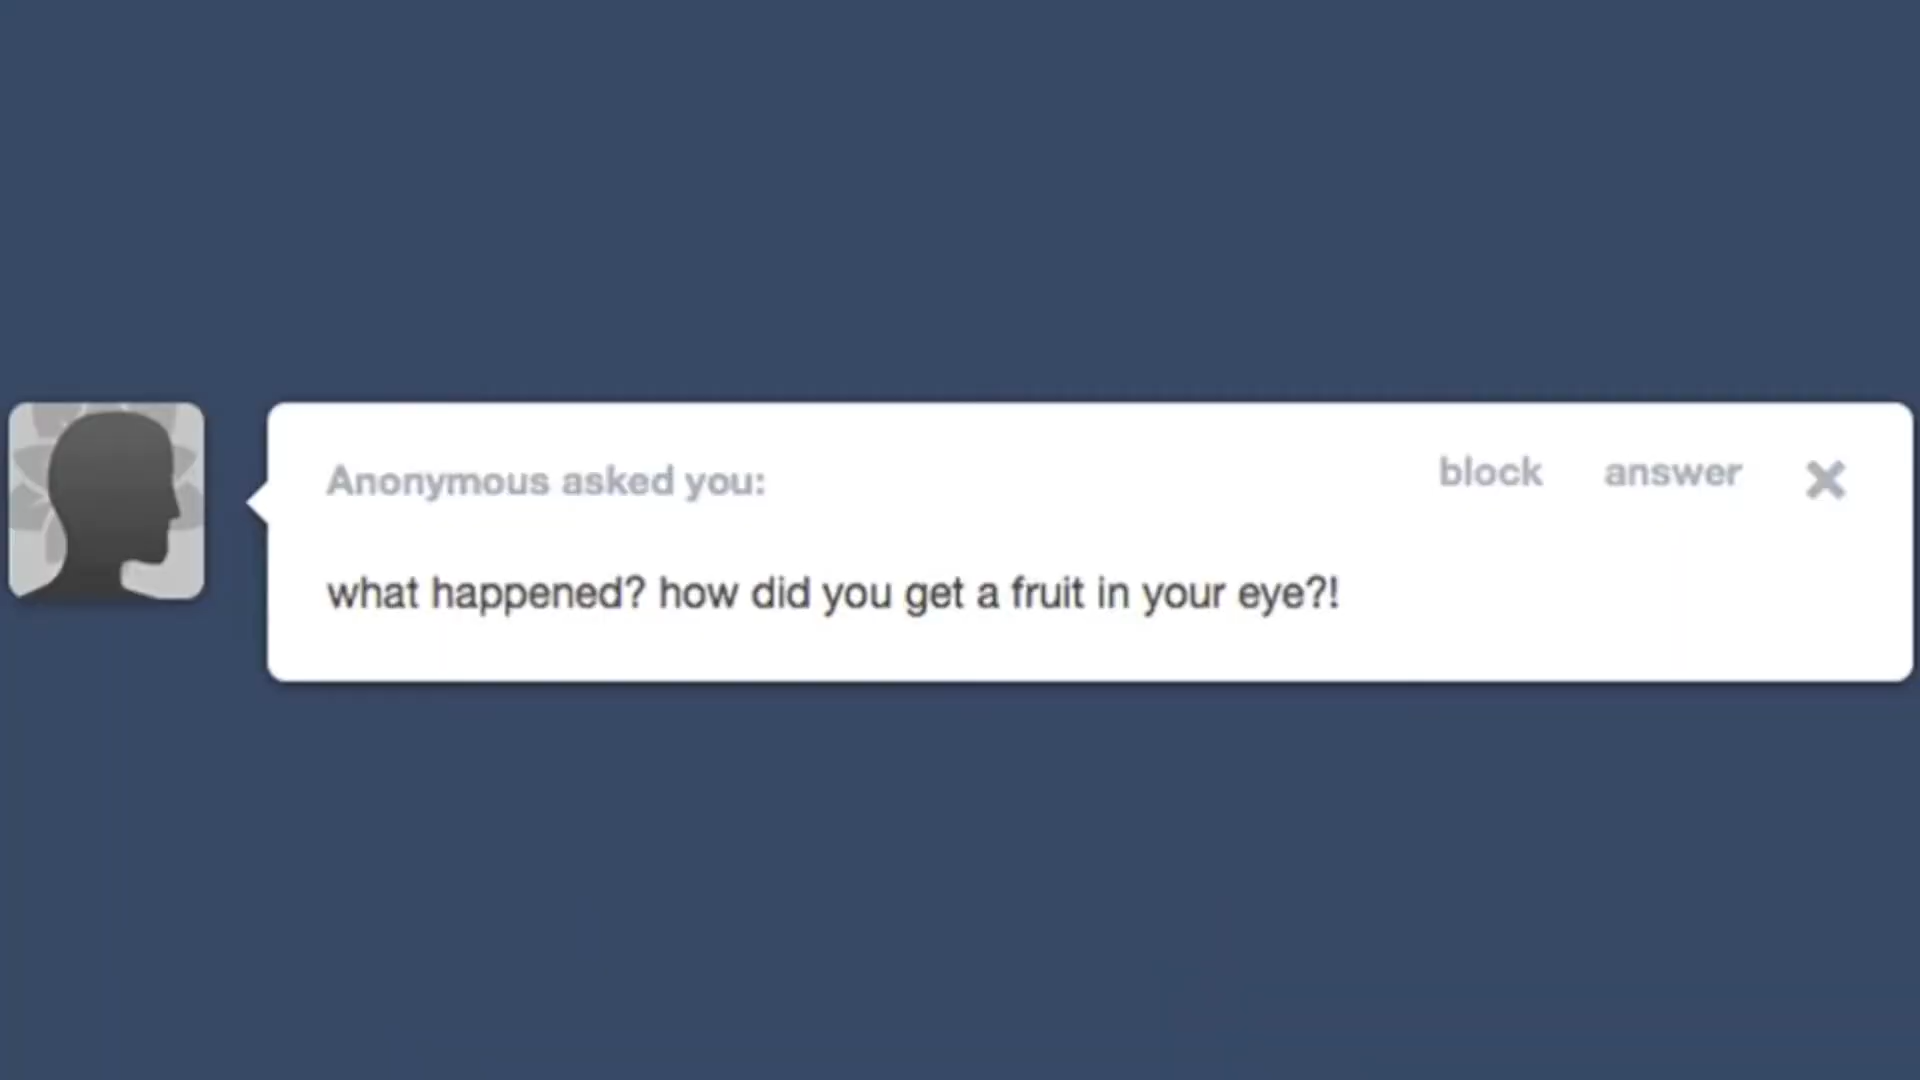 Anonymous asked you:
block answer
what happened? how did you get a fruit in your eye?!